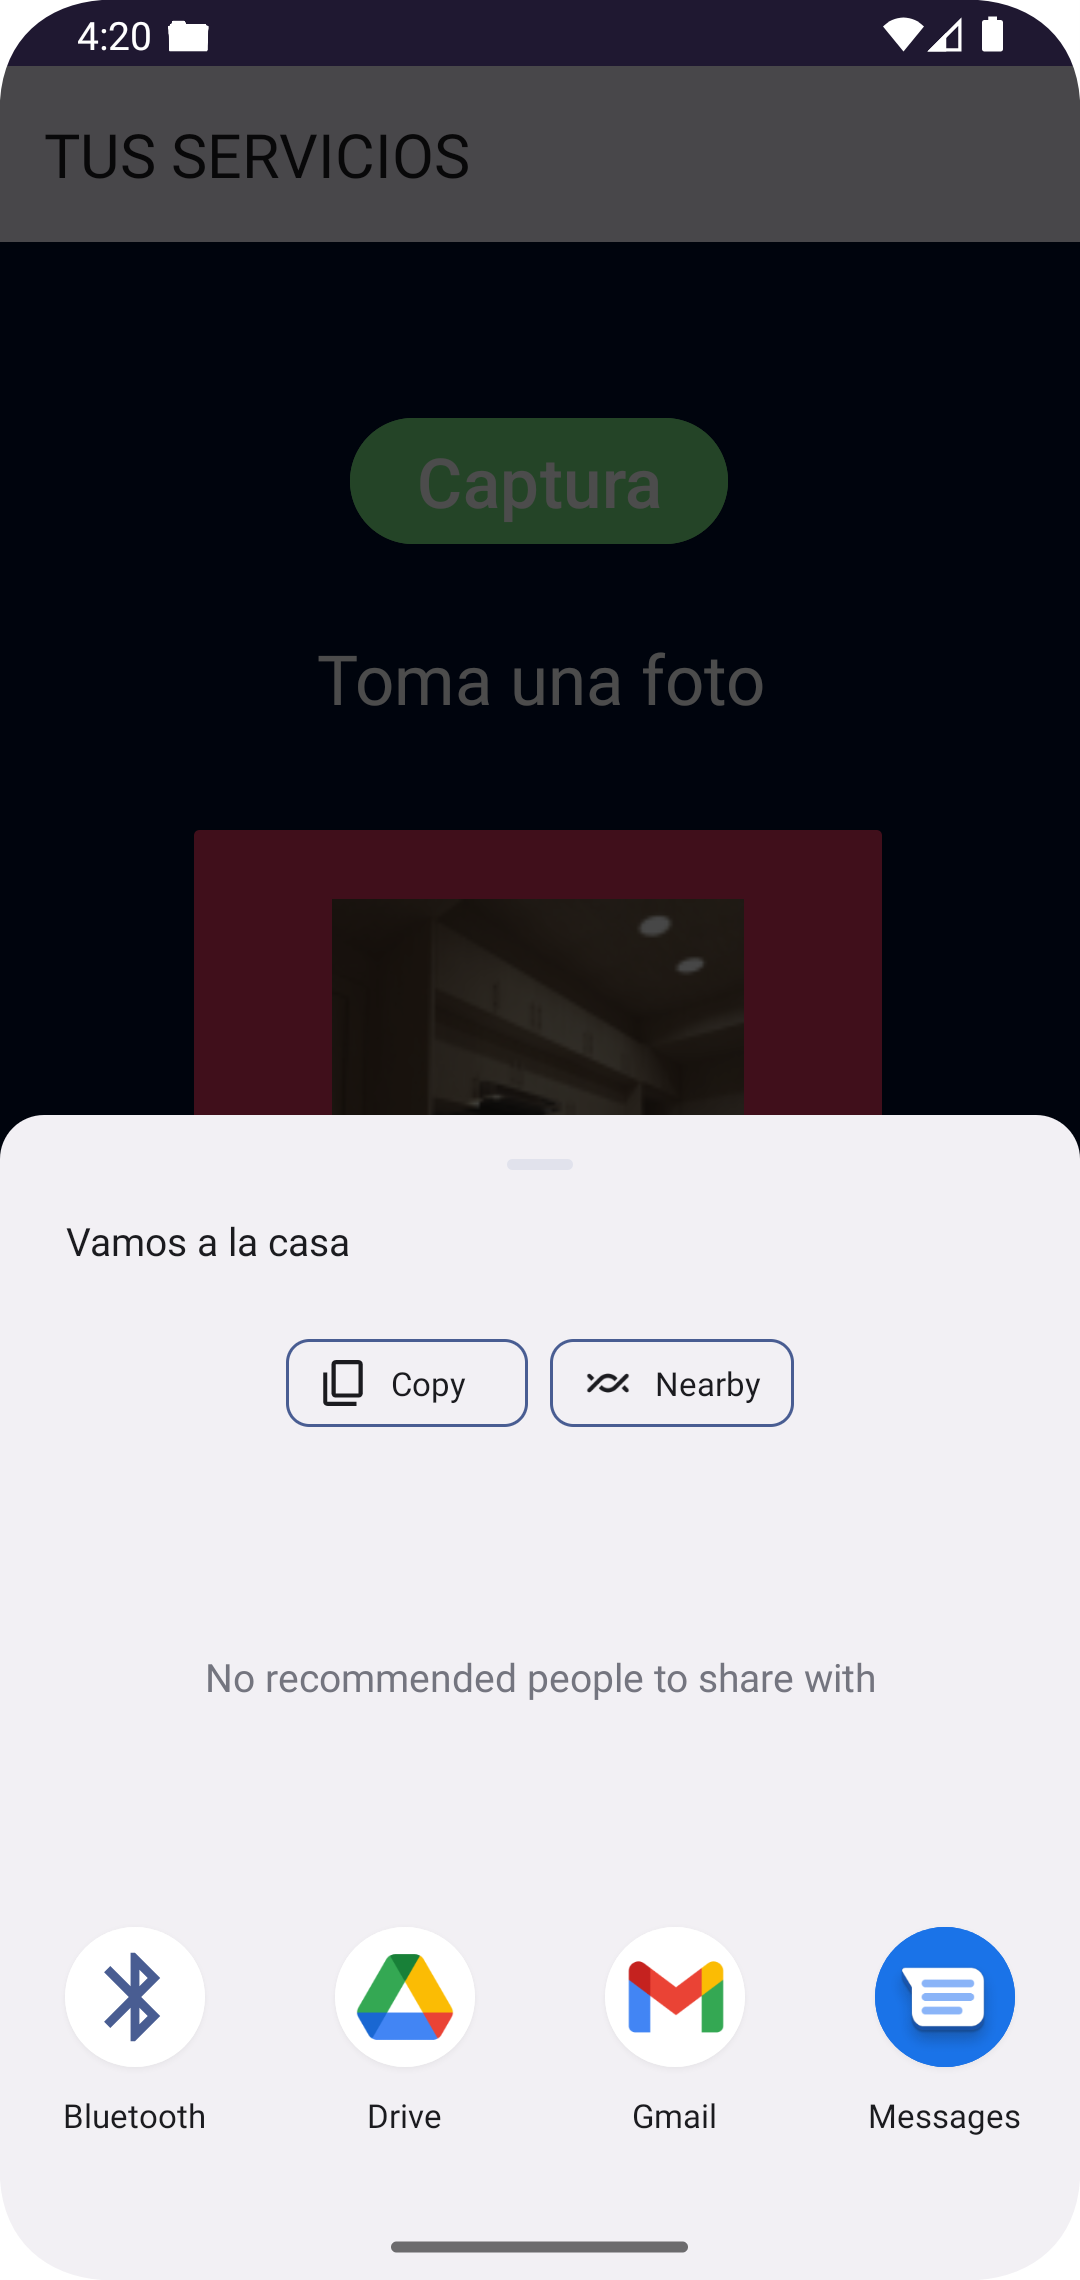 4:20
TUS SERVICIOS
Captura
Toma una foto
Vamos a la casa
Copy
Nearby
No recommended people to share with
Bluetooth
Drive
Gmail
Messages